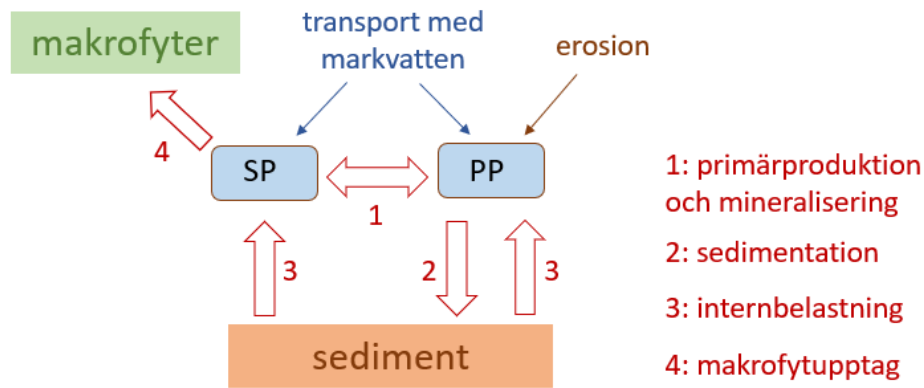 makrofyter
transport med
markvatten
erosion
4
SP
PP
1
3
2
3
sediment
1: primärproduktion
och mineralisering
2: sedimentation
3: internbelastning
4: makrofytupptag